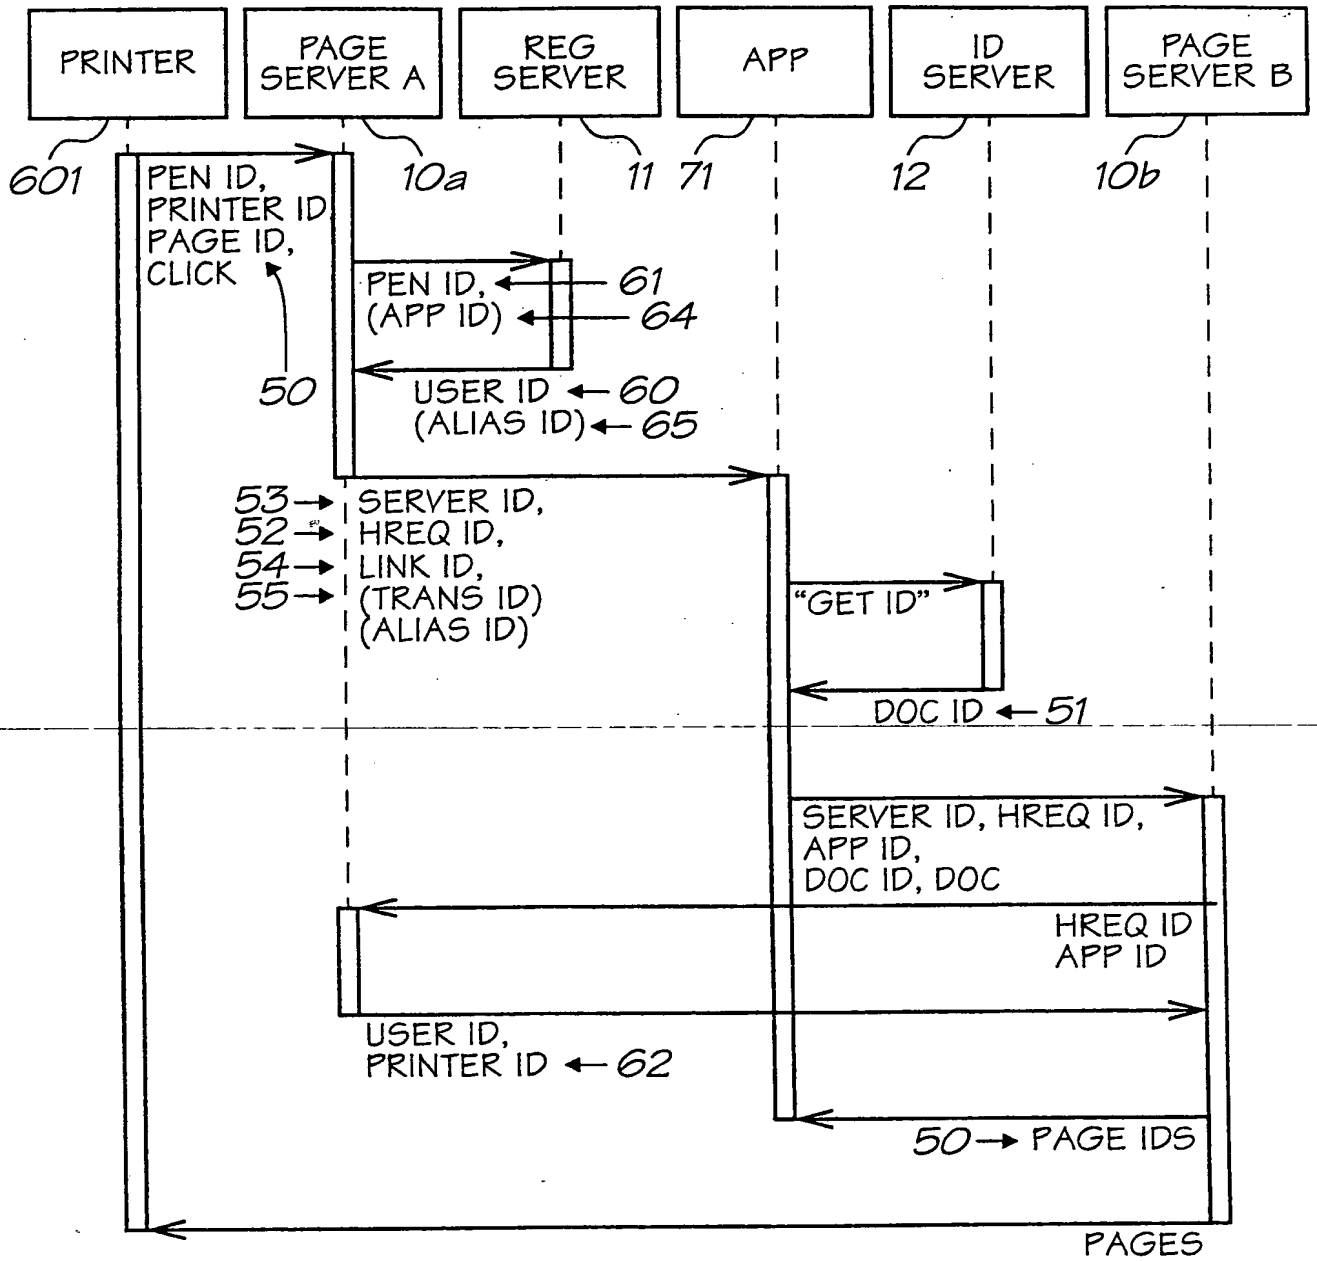 PRINTER
PAGE
SERVER A
REG
SERVER
APP
ID
SERVER
PAGE
SERVER B
601
10a
11
71
12
10b
PEN ID,
PRINTER ID
PAGE ID,
CLICK
50
PEN ID,
61
(APP ID)
64
USER ID
60
(ALIAS ID)
65
53
SERVER ID,
52
HREQ ID,
54
LINK ID,
55
(TRANS ID)
(ALIAS ID)
“GET ID”
DOC ID
51
SERVER ID, HREQ ID,
APP ID,
DOC ID, DOC
HREQ ID
APP ID
USER ID,
PRINTER ID
62
50
PAGE IDS
PAGES